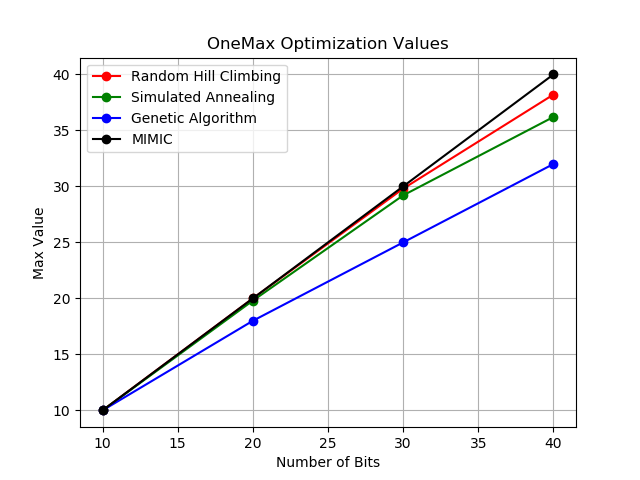 OneMax Optimization Values
Random Hill Climbing
Simulated Annealing
Genetic Algorithm
MIMIC
Max Value
40
35
30
25
20
15
10
10 15 20 25 30 35 40
Number of Bits